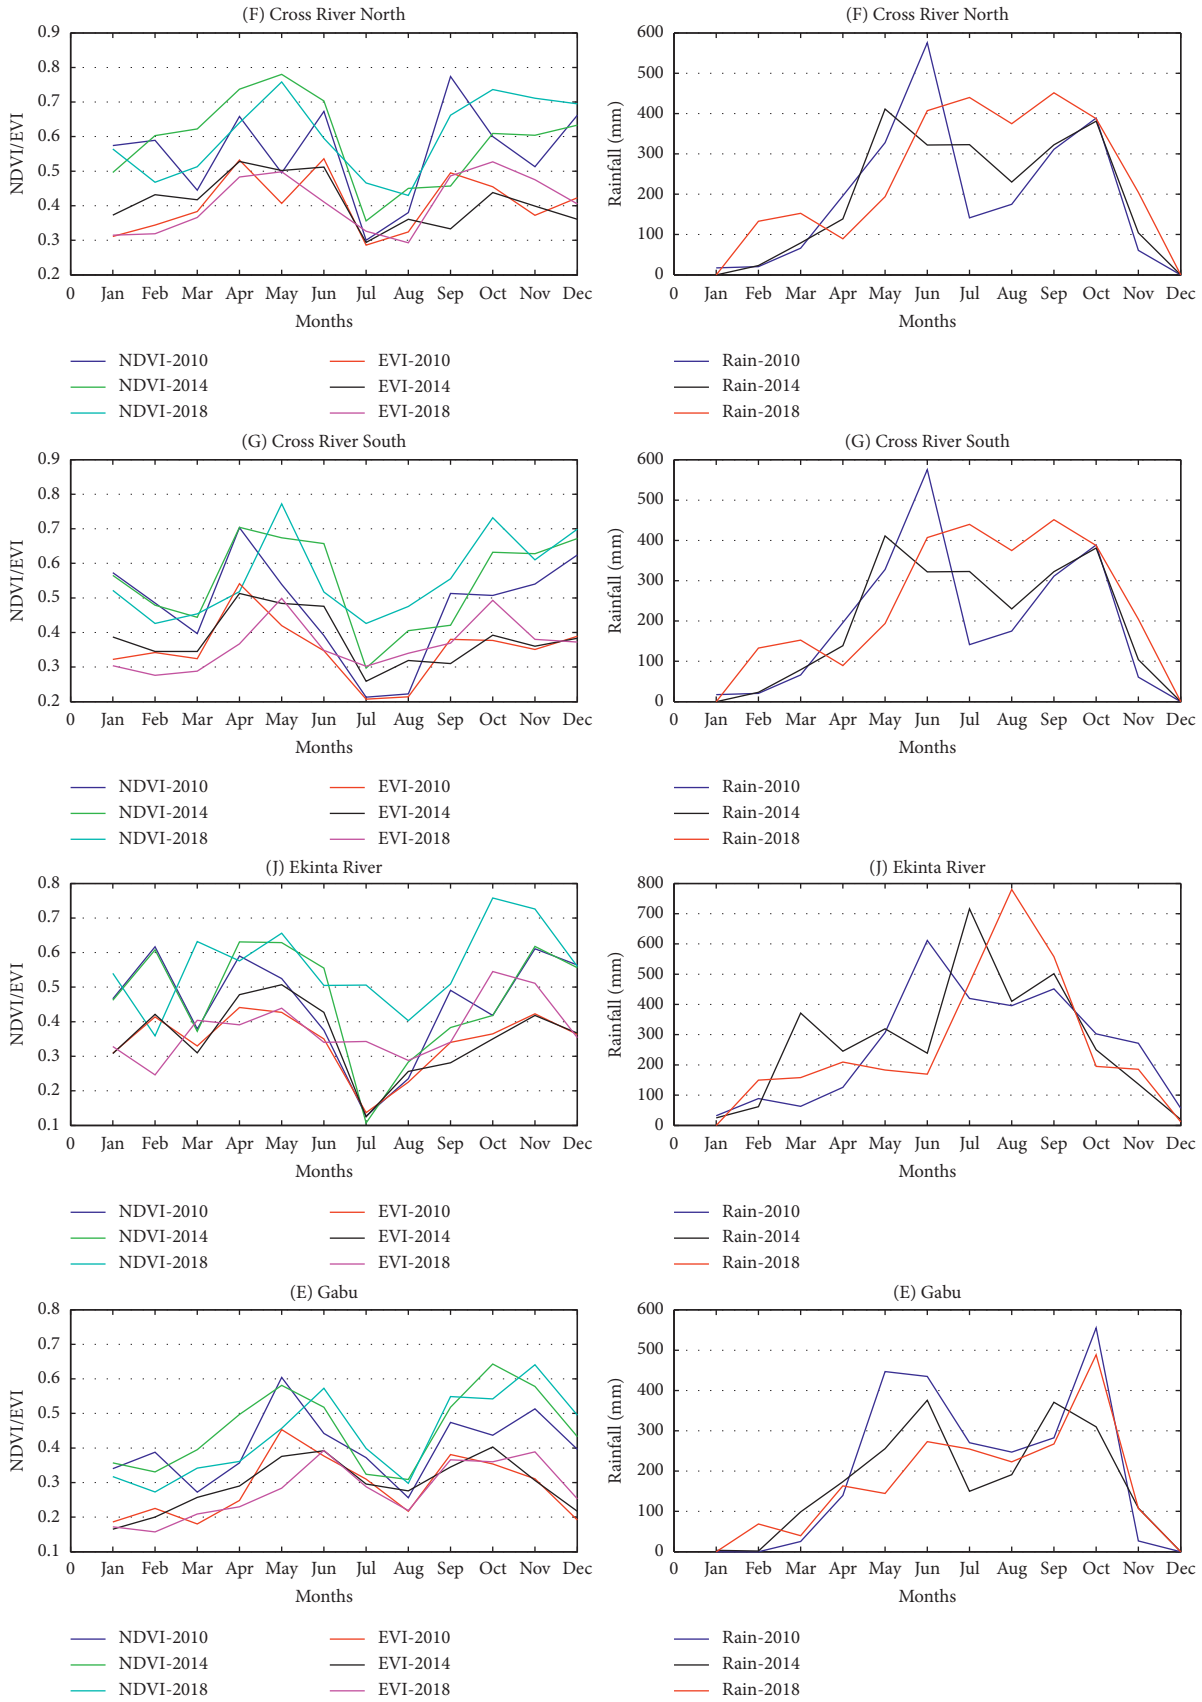 (F) Cross River North
NDVI/EVI
0.9
0.8
0.7
0.6
0.5
0.4
0.3
0.2
0 Jan Feb Mar Apr May Jun Jul Aug Sep Oct Nov Dec
Months
NDVI-2010 EVI-2010
NDVI-2014 EVI-2014
NDVI-2018 EVI-2018
(F) Cross River North
Rainfall (mm)
600
500
400
300
200
100
0
0 Jan Feb Mar Apr May Jun Jul Aug Sep Oct Nov Dec
Months
Rain-2010
Rain-2014
Rain-2018
(G) Cross River South
NDVI/EVI
0.9
0.8
0.7
0.6
0.5
0.4
0.3
0.2
0 Jan Feb Mar Apr May Jun Jul Aug Sep Oct Nov Dec
Months
NDVI-2010 EVI-2010
NDVI-2014 EVI-2014
NDVI-2018 EVI-2018
(G) Cross River South
Rainfall (mm)
600
500
400
300
200
100
0
0 Jan Feb Mar Apr May Jun Jul Aug Sep Oct Nov Dec
Months
Rain-2010
Rain-2014
Rain-2018
(J) Ekinta River
NDVI/EVI
0.8
0.7
0.6
0.5
0.4
0.3
0.2
0.1
0 Jan Feb Mar Apr May Jun Jul Aug Sep Oct Nov Dec
Months
NDVI-2010 EVI-2010
NDVI-2014 EVI-2014
NDVI-2018 EVI-2018
(J) Ekinta River
Rainfall (mm)
800
700
600
500
400
300
200
100
0
0 Jan Feb Mar Apr May Jun Jul Aug Sep Oct Nov Dec
Months
Rain-2010
Rain-2014
Rain-2018
(E) Gabu
NDVI/EVI
0.8
0.7
0.6
0.5
0.4
0.3
0.2
0.1
0 Jan Feb Mar Apr May Jun Jul Aug Sep Oct Nov Dec
Months
NDVI-2010 EVI-2010
NDVI-2014 EVI-2014
NDVI-2018 EVI-2018
(E) Gabu
Rainfall (mm)
600
500
400
300
200
100
0
0 Jan Feb Mar Apr May Jun Jul Aug Sep Oct Nov Dec
Months
Rain-2010
Rain-2014
Rain-2018